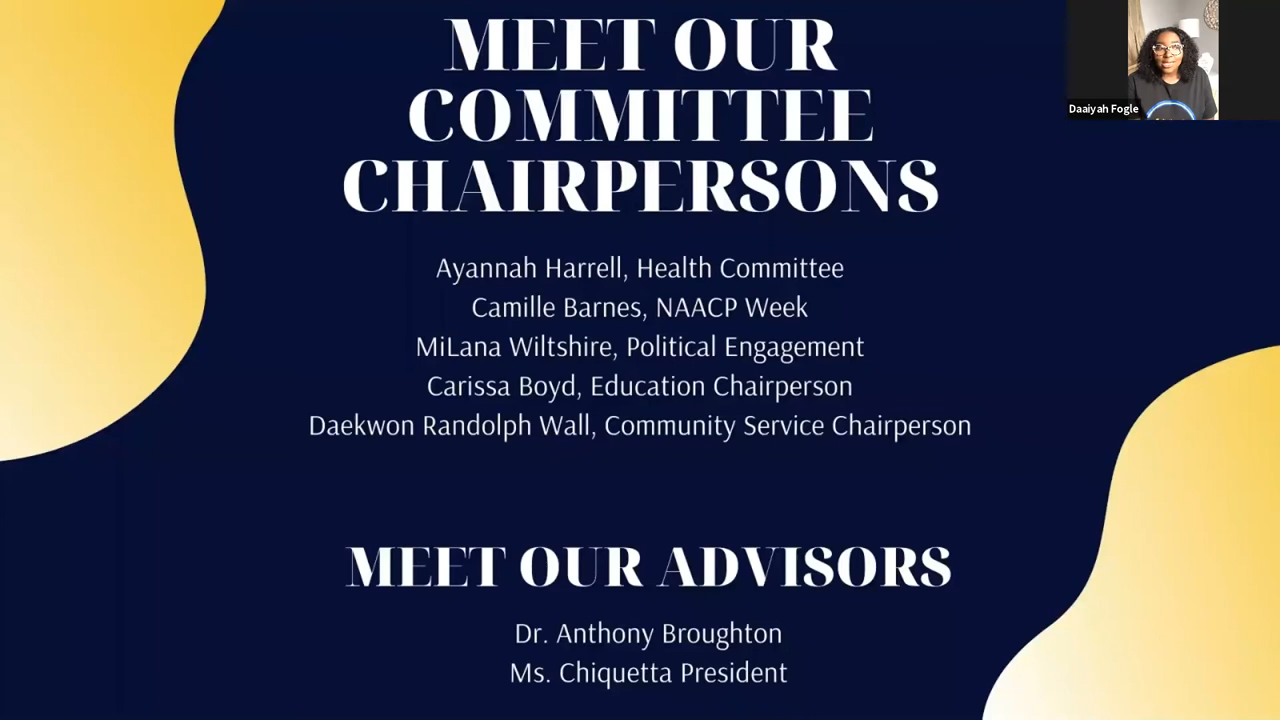 MEET OUR
COMMITTEE
CHAIRPERSONS
Daaiyah Fogle
Ayannah Harrell, Health Committee
Camille Barnes, NAACP Week
MiLana Wiltshire, Political Engagement
Carissa Boyd, Education Chairperson
Daekwon Randolph Wall, Community Service Chairperson
MEET OUR ADVISORS
Dr. Anthony Broughton
Ms. Chiquetta President